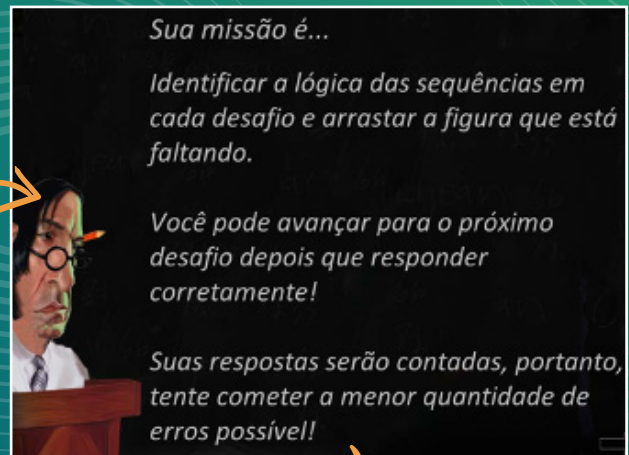 Sua missão é...
Identificar a lógica das sequências em
cada desafio e arrastar a figura que está
faltando.
Você pode avançar para o próximo
desafio depois que responder
corretamente!
Suas respostas serão contadas, portanto,
tente cometer a menor quantidade de
erros possível!